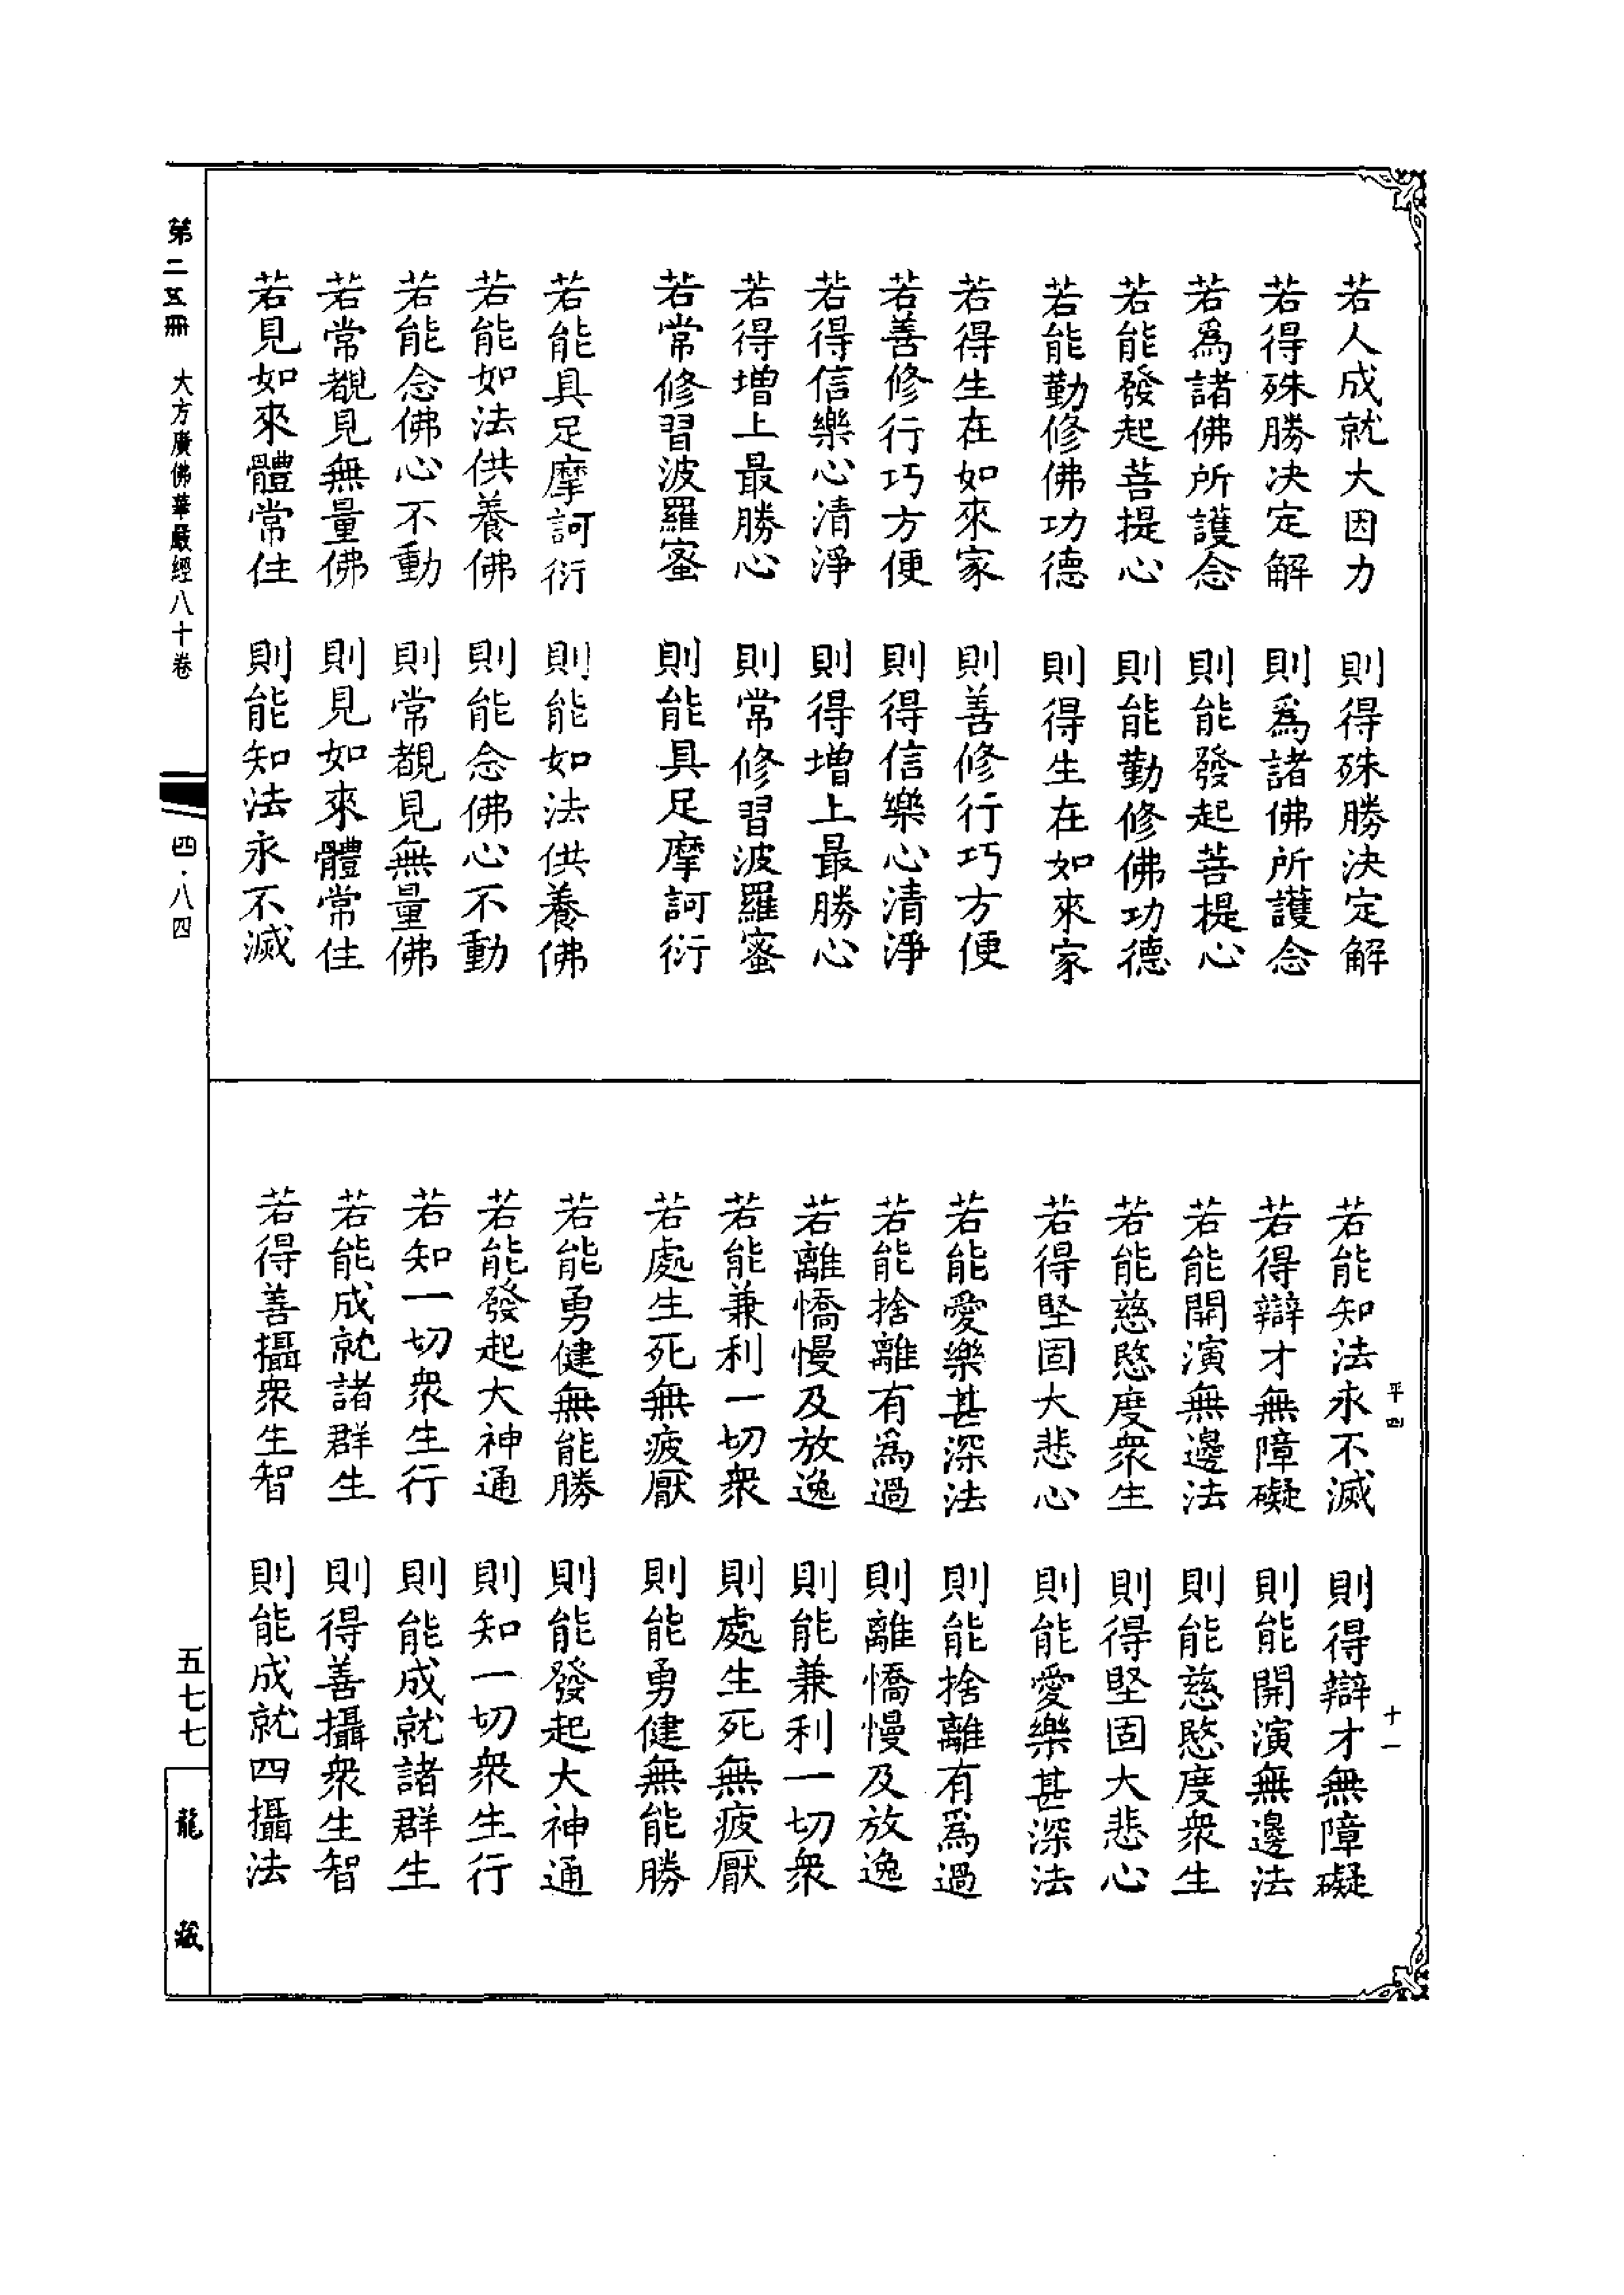 若人成就大因力　則得殊勝決定解
若得殊勝決定解　則爲諸佛所護念
若爲諸佛所護念　則能發起菩提心
若能發起菩提心　則能勤修佛功德
若能勤修佛功德　則得生在如來家
若得生在如來家　則善修行巧方便
若善修行巧方便　則得信樂心清淨
若得信樂心清淨　則得增上最勝心
若得增上最勝心　則常修習波羅蜜
若常修習波羅蜜　則能具足摩訶衍
若能具足摩訶衍　則能如法供養佛
若能如法供養佛　則能念佛心不動
若能念佛心不動　則常覩見無量佛
若常覩見無量佛　則見如來體常住
若見如來體常住　則能知法永不滅
平四　十一
若能知法永不滅　則得辯才無障礙
若得辯才無障礙　則能開演無邊法
若能開演無邊法　則能慈愍度衆生
若能慈愍度衆生　則得堅固大悲心
若得堅固大悲心　則能愛樂甚深法
若能愛樂甚深法　則能捨離有爲過
若能捨離有爲過　則離憍慢及放逸
若離憍慢及放逸　則能兼利一切衆
若能兼利一切衆　則處生死無疲厭
若處生死無疲厭　則能勇健無能勝
若能勇健無能勝　則能發起大神通
若能發起大神通　則知一切衆生行
若知一切衆生行　則能成就諸群生
若能成就諸群生　則得善攝衆生智
若得善攝衆生智　則能成就四攝法
第二五冊　大方廣佛華嚴經八十卷　四·八四　五七七　龍藏